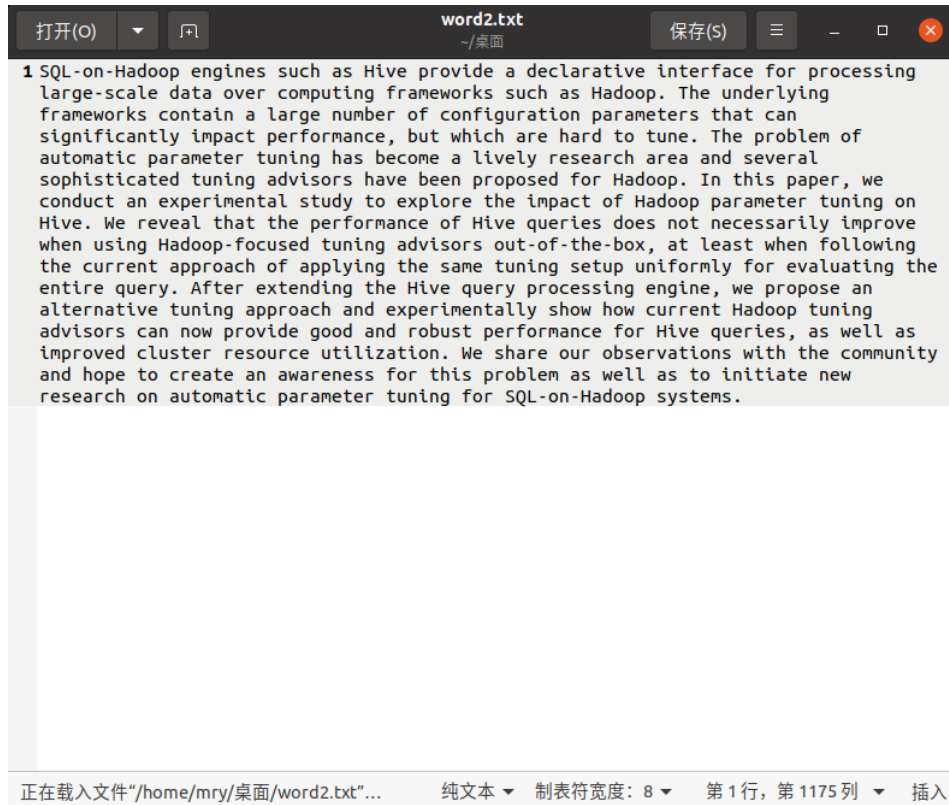 打开(O)
word2.txt
~/桌面
保存(S)
1 SQL-on-Hadoop engines such as Hive provide a declarative interface for processing
large-scale data over computing frameworks such as Hadoop. The underlying
frameworks contain a large number of configuration parameters that can
significantly impact performance, but which are hard to tune. The problem of
automatic parameter tuning has become a lively research area and several
sophisticated tuning advisors have been proposed for Hadoop. In this paper, we
conduct an experimental study to explore the impact of Hadoop parameter tuning on
Hive. We reveal that the performance of Hive queries does not necessarily improve
when using Hadoop-focused tuning advisors out-of-the-box, at least when following
the current approach of applying the same tuning setup uniformly for evaluating the
entire query. After extending the Hive query processing engine, we propose an
alternative tuning approach and experimentally show how current Hadoop tuning
advisors can now provide good and robust performance for Hive queries, as well as
improved cluster resource utilization. We share our observations with the community
and hope to create an awareness for this problem as well as to initiate new
research on automatic parameter tuning for SQL-on-Hadoop systems.
正在载入文件“/home/mry/桌面/word2.txt”... 纯文本 制表符宽度：8 第 1 行，第 1175 列 插入